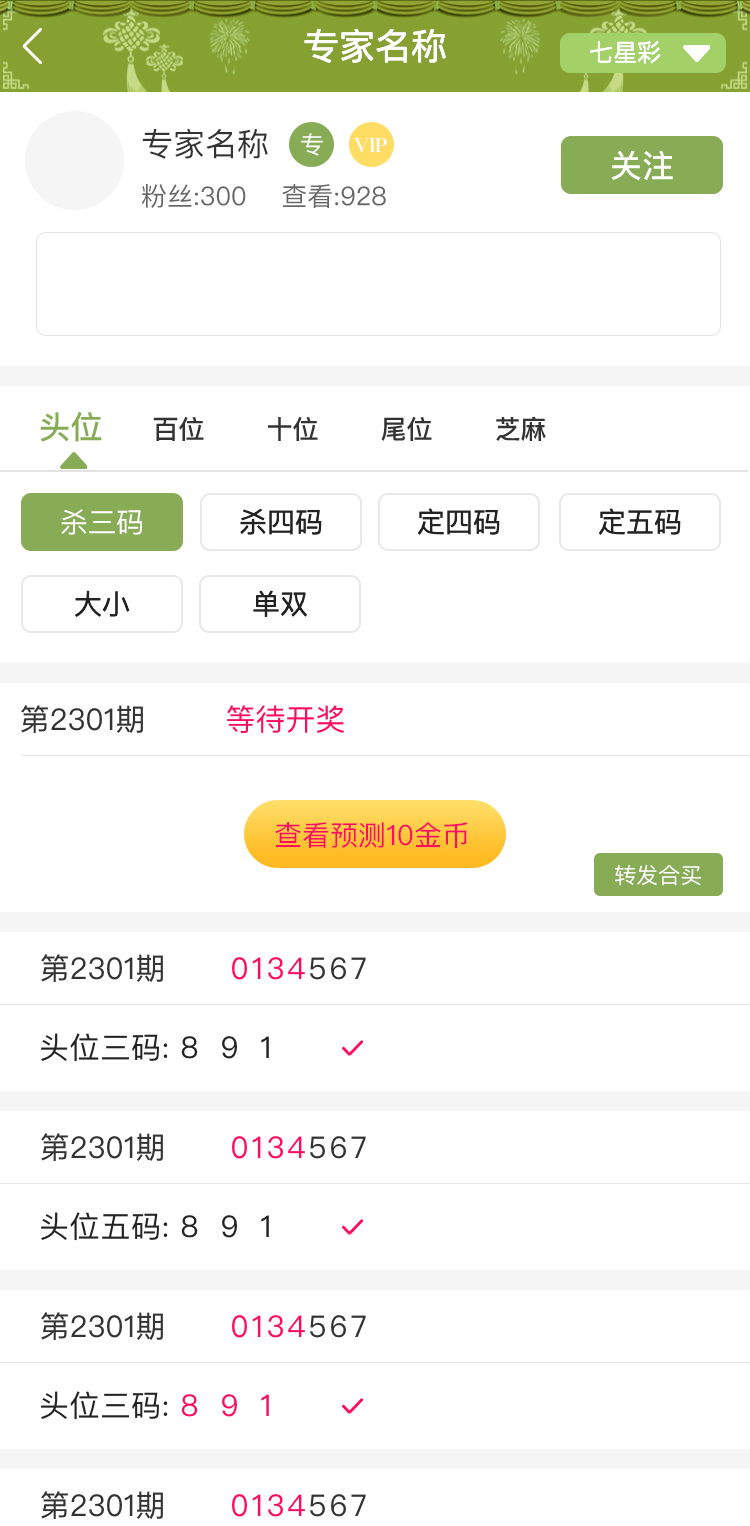 专家名称 七星彩
专家名称 专 VIP
关注
粉丝:300 查看:928
头位 百位 十位 尾位 芝麻
杀三码 杀四码 定四码 定五码
大小 单双
第2301期 等待开奖
查看预测10金币
转发合买
第2301期 0134567
头位三码: 8 9 1
第2301期 0134567
头位五码: 8 9 1
第2301期 0134567
头位三码: 8 9 1
第2301期 0134567